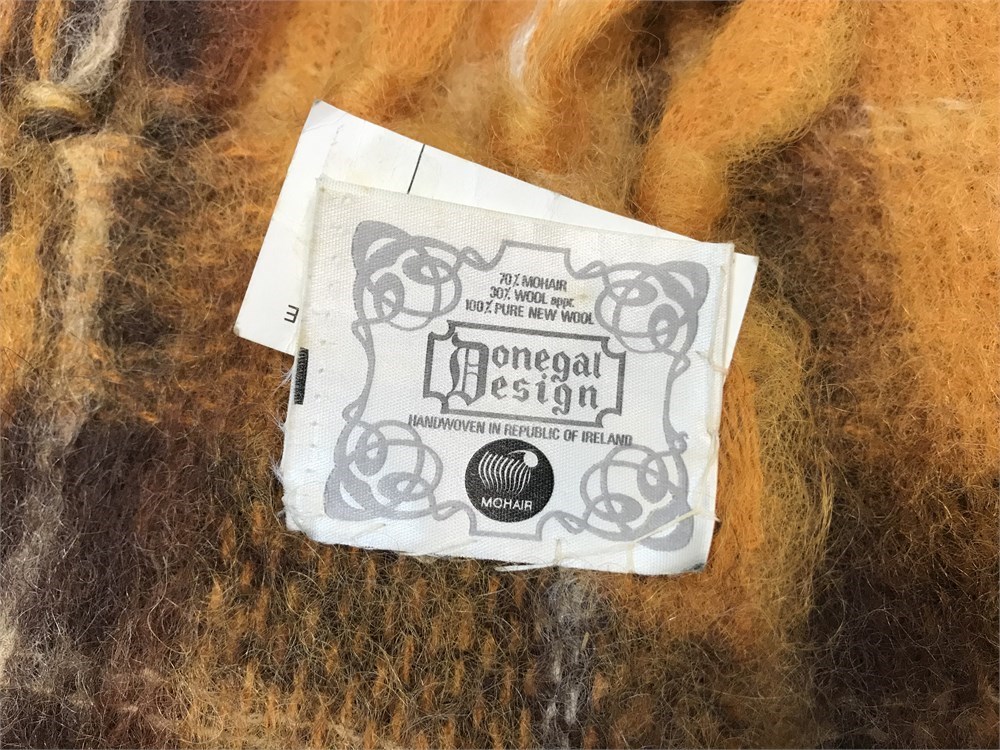 70% MOHAIR
30% WOOL appr.
100% PURE NEW WOOL
Donegal
Design
HANDWOVEN IN REPUBLIC OF IRELAND
MOHAIR
E